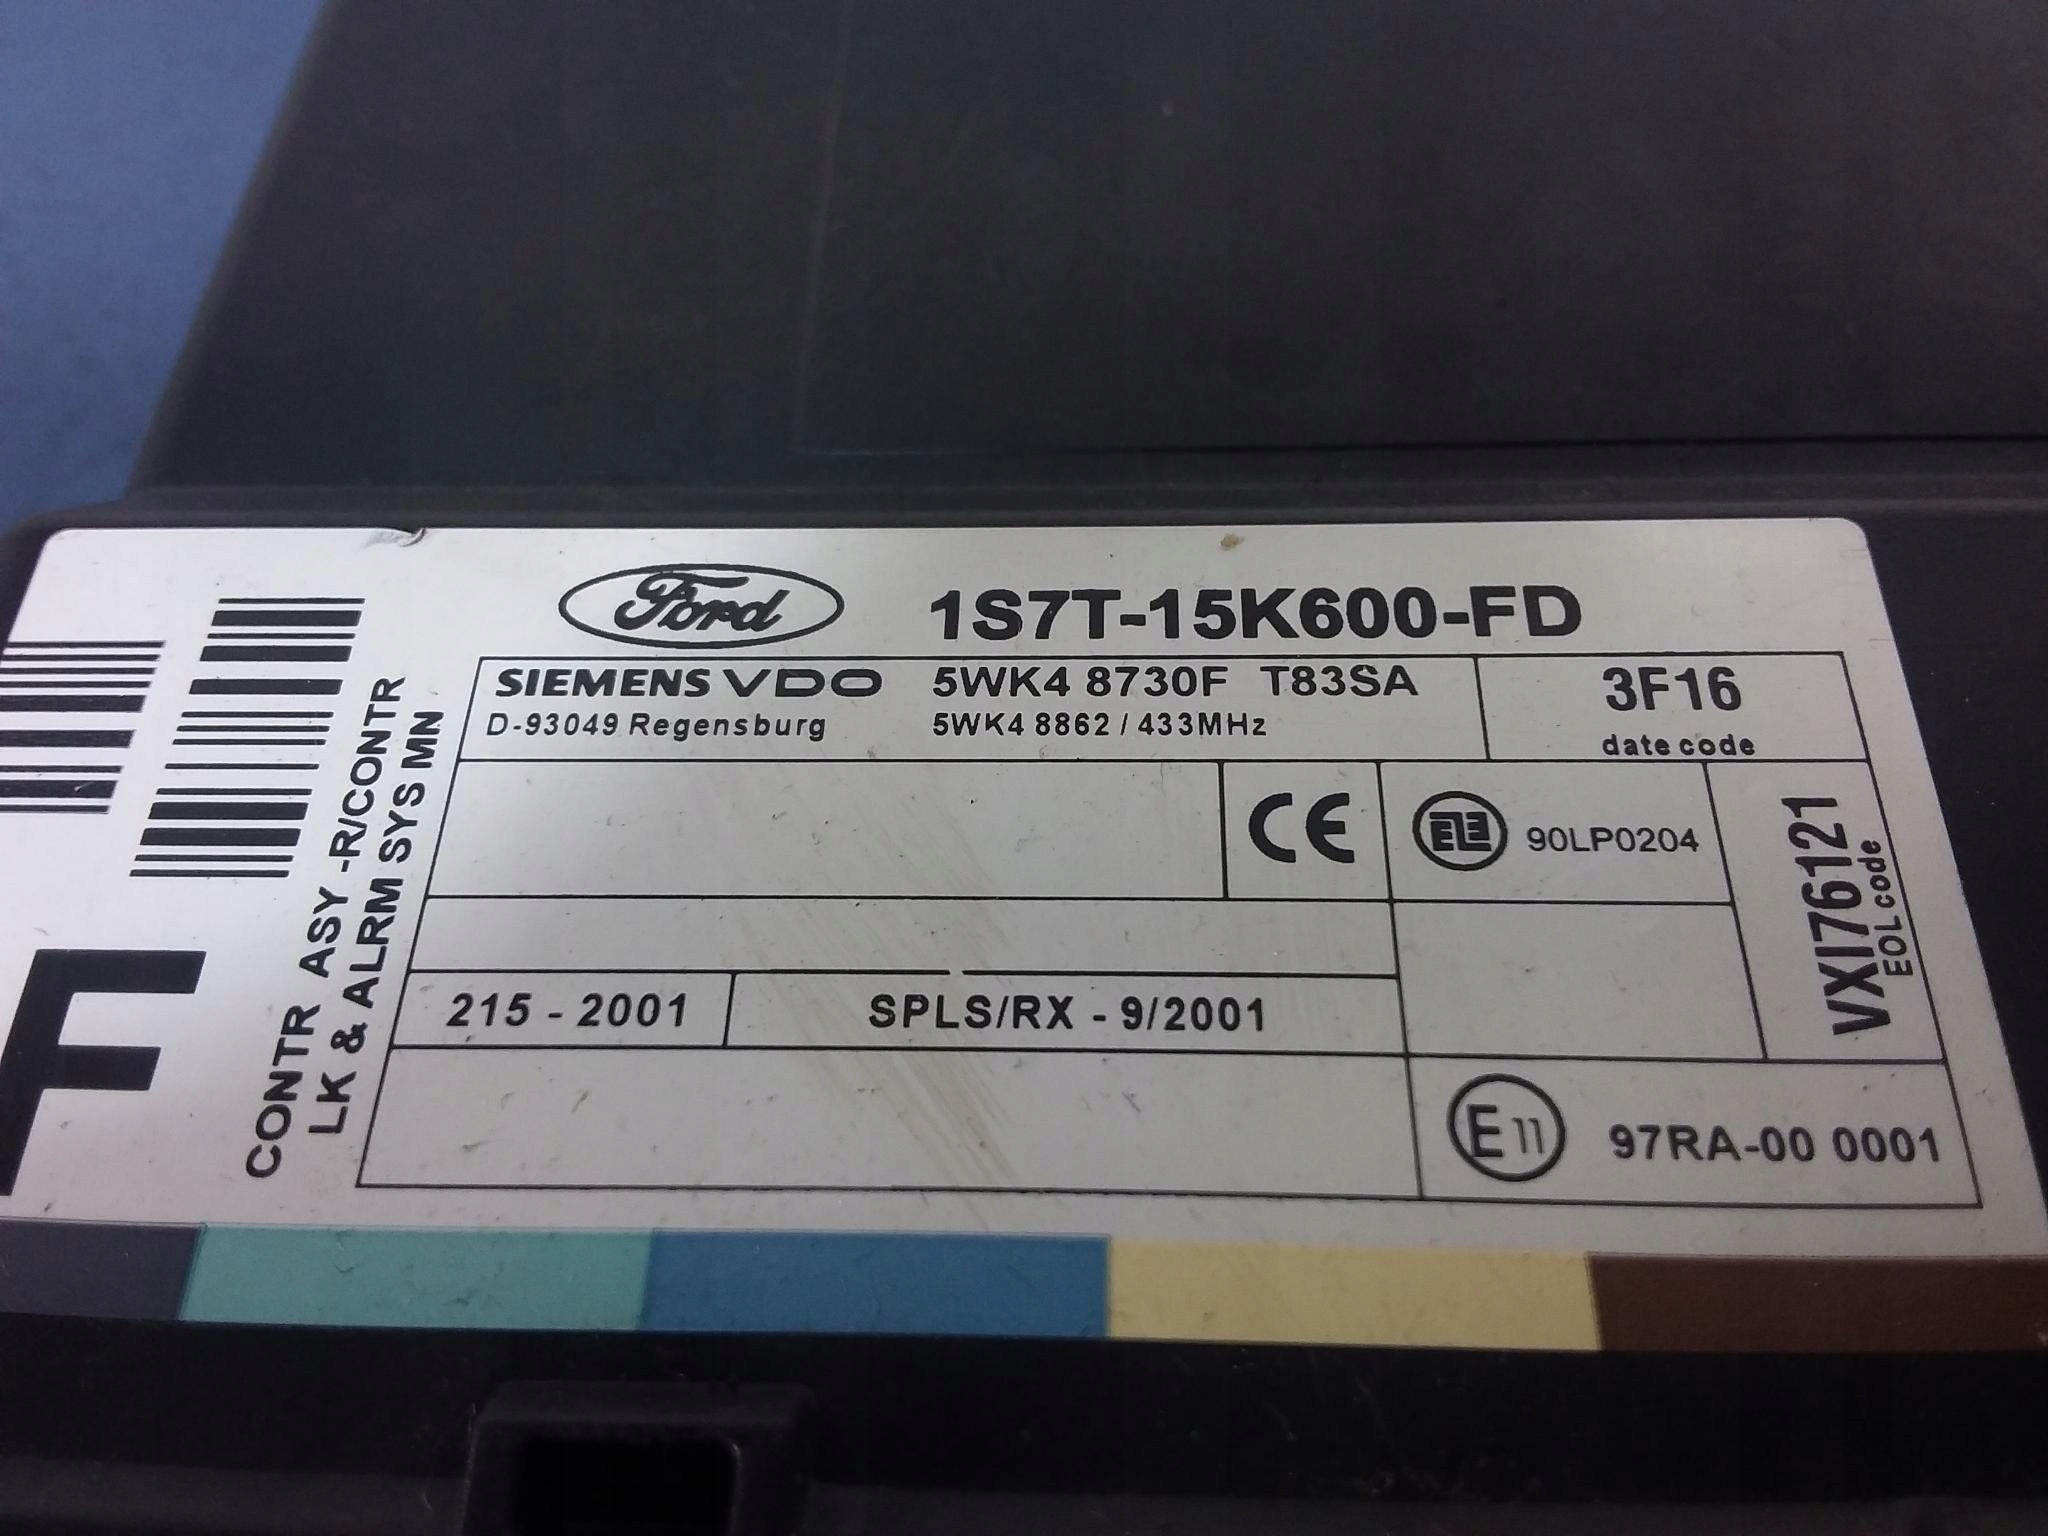 F
CONTR ASY -R/CONTR
LK & ALRM SYS MN
Ford
1S7T-15K600-FD
SIEMENS VDO 5WK4 8730F T83SA
D-93049 Regensburg 5WK4 8862 / 433MHz
3F16
date code
CE
90LP0204
VXI76121
EOL code
215 - 2001
SPLS/RX - 9/2001
E11
97RA-00 0001